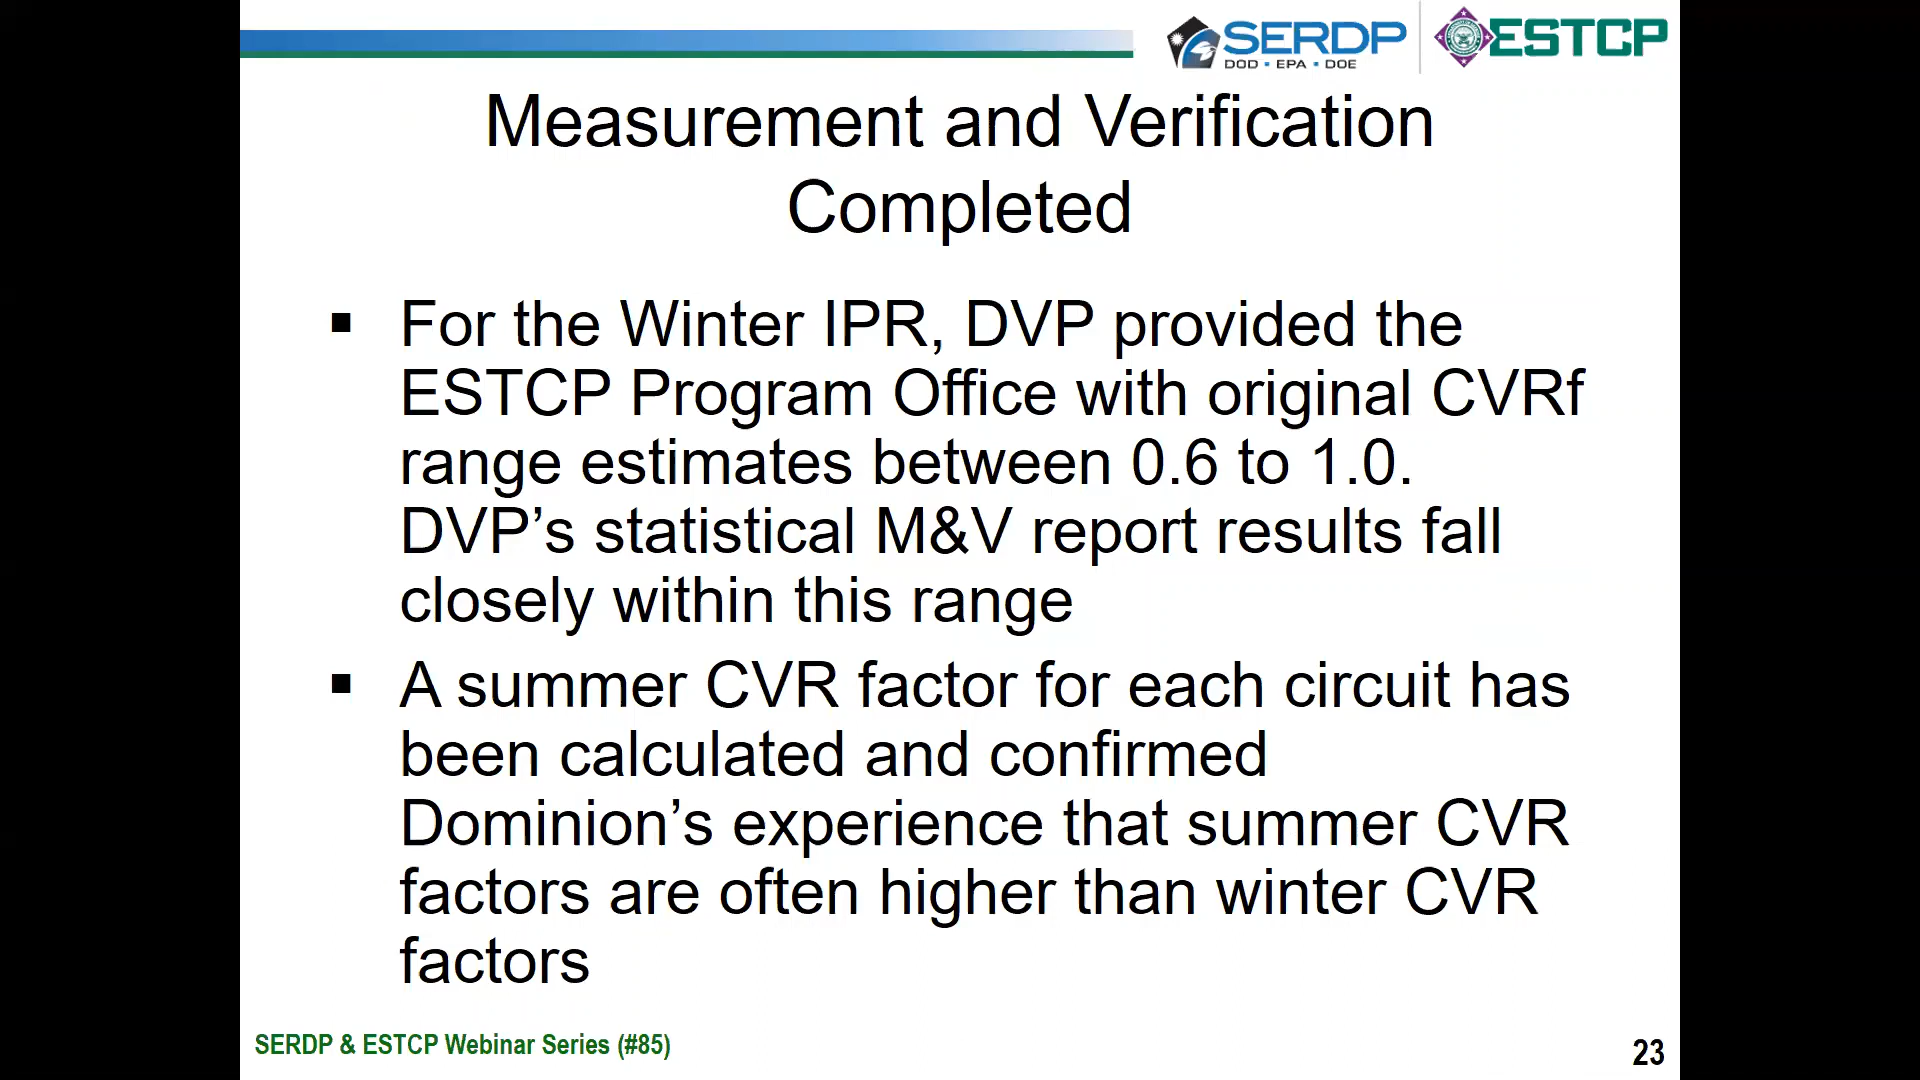 SERDP
DOD • EPA • DOE
ESTCP
Measurement and Verification
Completed
▪ For the Winter IPR, DVP provided the
ESTCP Program Office with original CVRf
range estimates between 0.6 to 1.0.
DVP’s statistical M&V report results fall
closely within this range
▪ A summer CVR factor for each circuit has
been calculated and confirmed
Dominion’s experience that summer CVR
factors are often higher than winter CVR
factors
SERDP & ESTCP Webinar Series (#85)
23